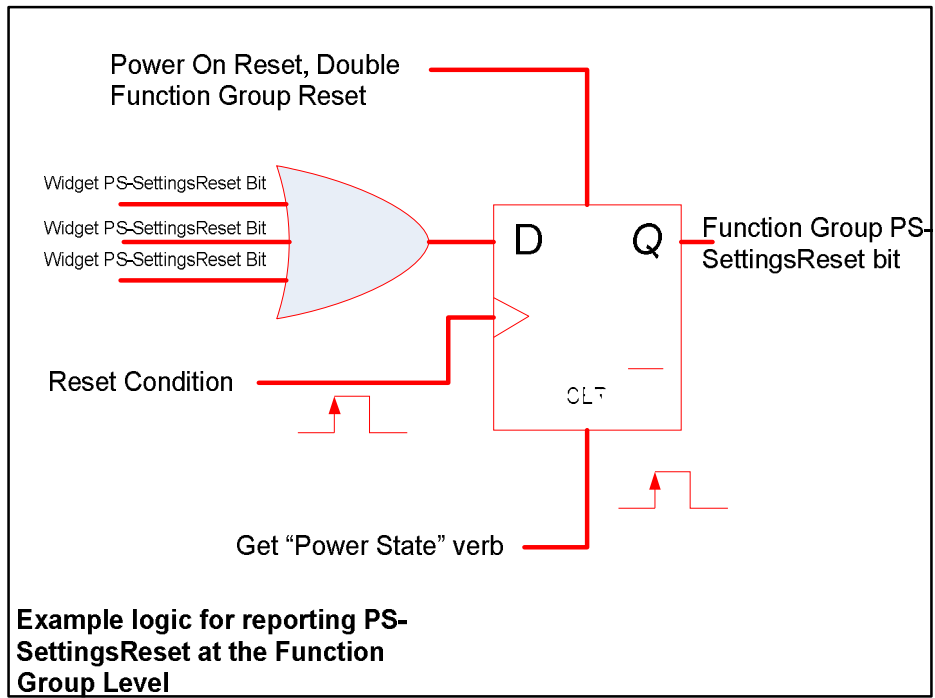 Power On Reset, Double
Function Group Reset
Widget PS-SettingsReset Bit
Widget PS-SettingsReset Bit
Widget PS-SettingsReset Bit
D
Q
Function Group PS-
SettingsReset bit
Reset Condition
Get “Power State” verb
Example logic for reporting PS-
SettingsReset at the Function
Group Level